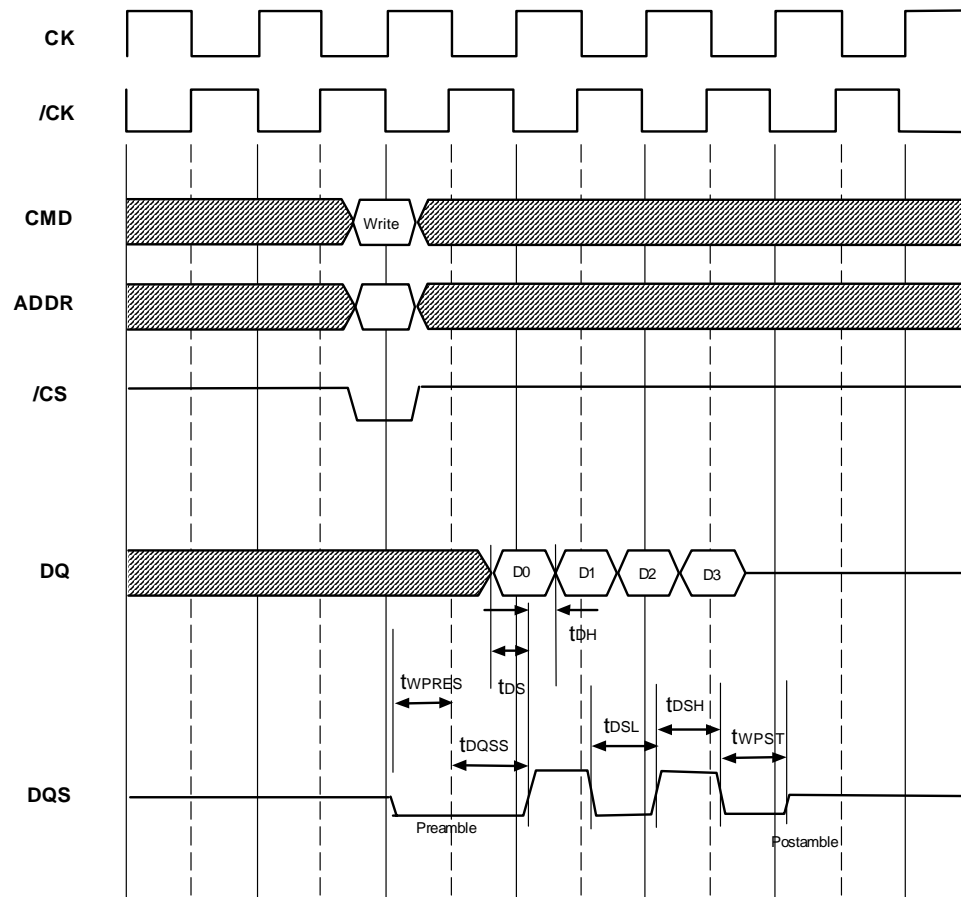 CK
/CK
CMD
Write
ADDR
/CS
DQ
D0 D1 D2 D3
tDH
tWPRES
tDS
tDSL
tDSH
tWPST
tDQSS
DQS
Preamble
Postamble